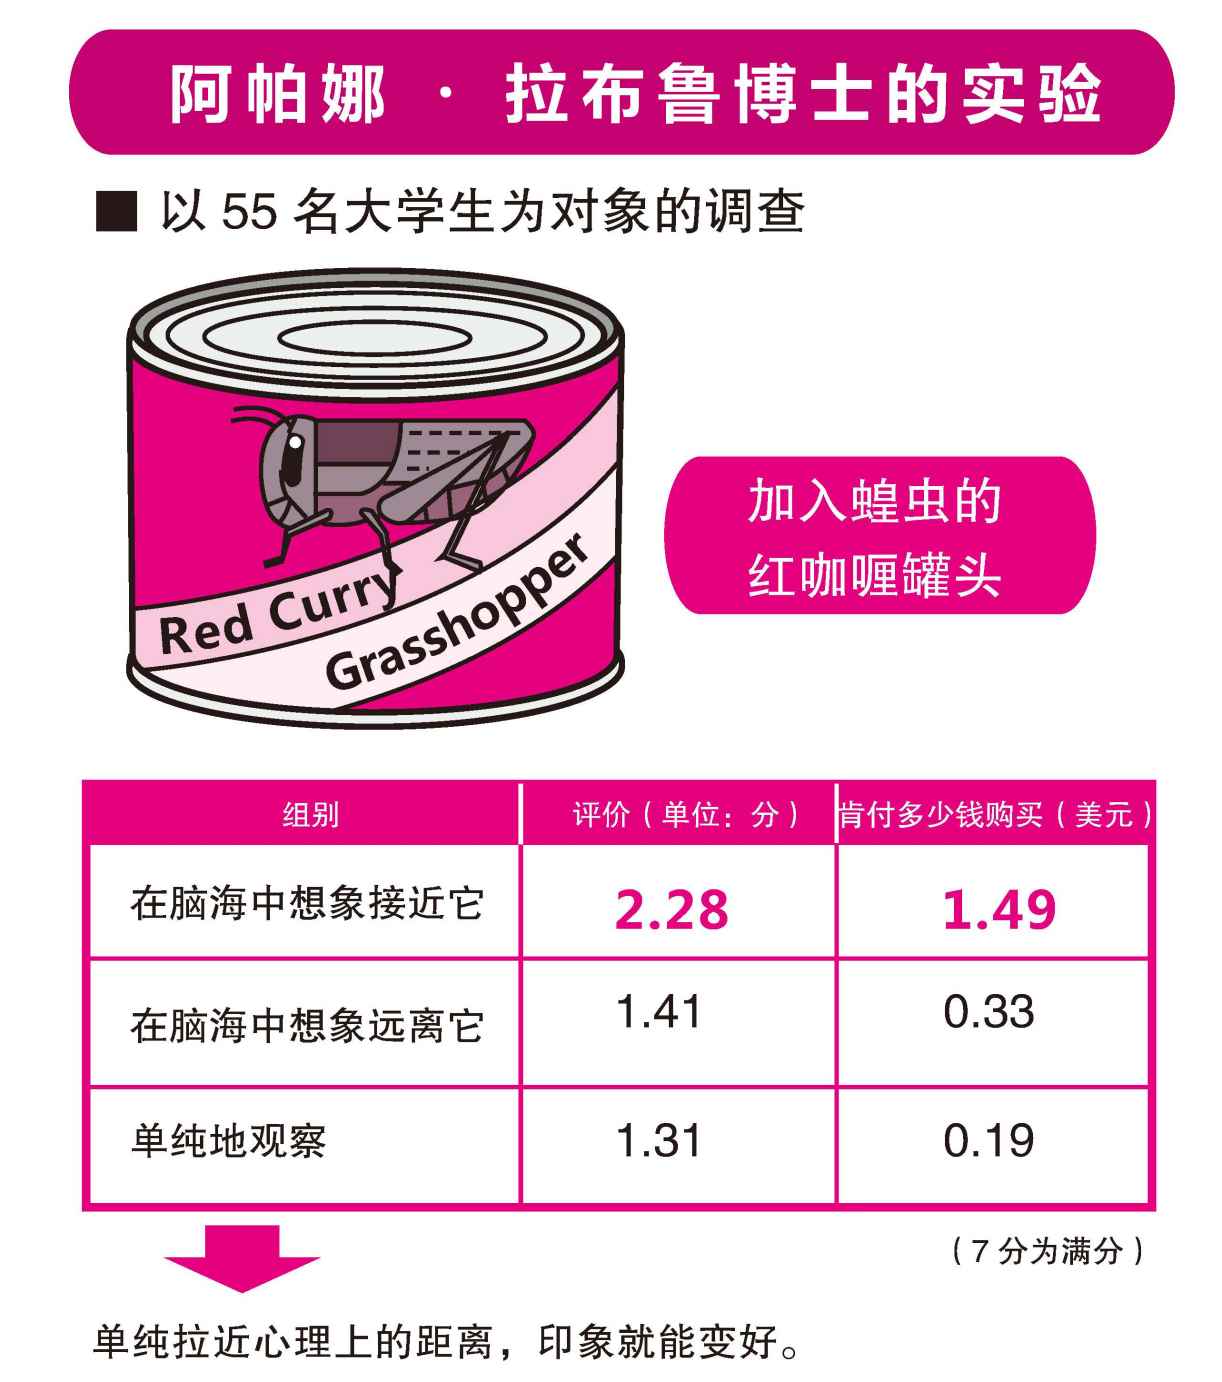 阿帕娜 · 拉布鲁博士的实验
■ 以 55 名大学生为对象的调查
Red Curry
Grasshopper
加入蝗虫的
红咖喱罐头
组别 评价（单位：分） 肯付多少钱购买（美元）
在脑海中想象接近它 2.28 1.49
在脑海中想象远离它 1.41 0.33
单纯地观察 1.31 0.19
（7 分为满分）
单纯拉近心理上的距离，印象就能变好。